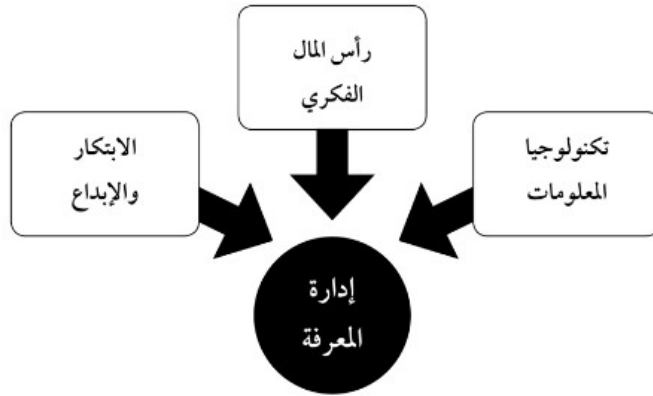 رأس المال
الفكري
تكنولوجيا
المعلومات
الابتكار
والإبداع
إدارة
المعرفة